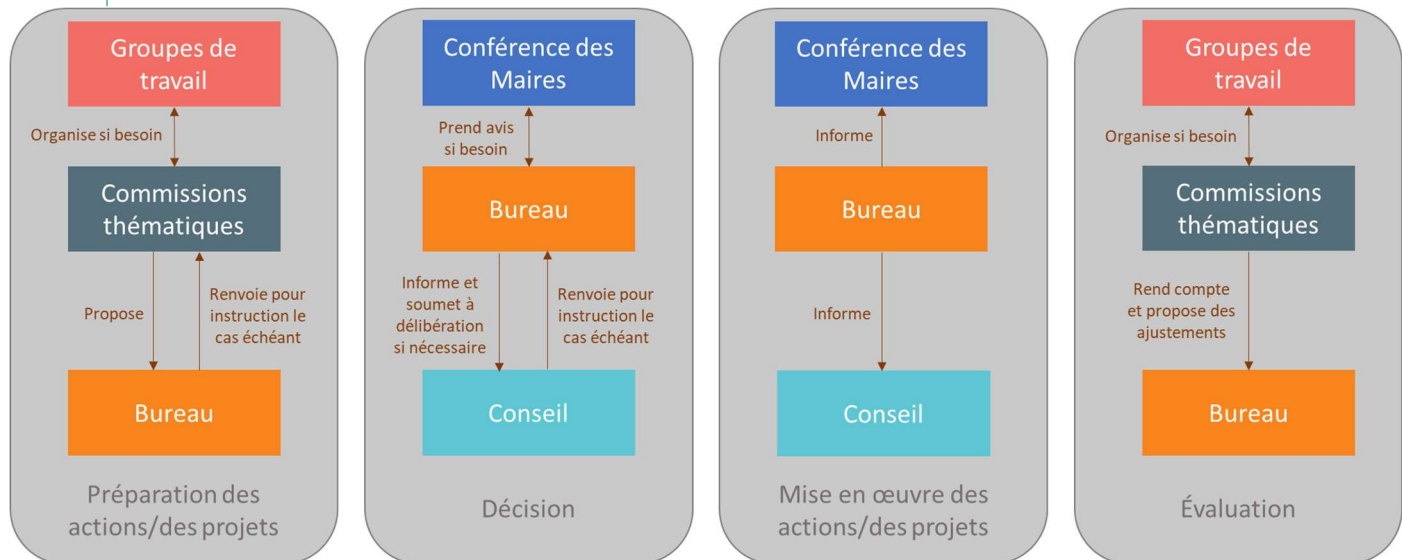 Groupes de
travail
Organise si besoin
Commissions
thématiques
Propose
Renvoie pour
instruction le
cas échéant
Bureau
Préparation des
actions/des projets
Conférence des
Maires
Prend avis
si besoin
Bureau
Informe et
soumet à
délibération
si nécessaire
Renvoie pour
instruction le
cas échéant
Conseil
Décision
Conférence des
Maires
Informe
Bureau
Informe
Conseil
Mise en œuvre des
actions/des projets
Groupes de
travail
Organise si besoin
Commissions
thématiques
Rend compte
et propose des
ajustements
Bureau
Évaluation